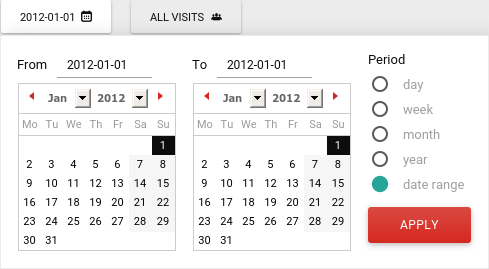 2012-01-01 ALL VISITS
From 2012-01-01 To 2012-01-01 Period
Jan 2012 Jan 2012 day
Mo Tu We Th Fr Sa Su Mo Tu We Th Fr Sa Su week
1 1 month
2 3 4 5 6 7 8 2 3 4 5 6 7 8 year
9 10 11 12 13 14 15 9 10 11 12 13 14 15 date range
16 17 18 19 20 21 22 16 17 18 19 20 21 22
23 24 25 26 27 28 29 23 24 25 26 27 28 29 APPLY
30 31 30 31